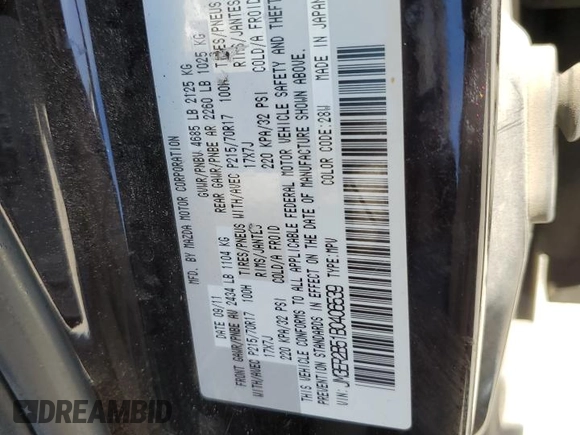 MFD. BY MAZDA MOTOR CORPORATION
DATE 09/11 GVWR/PNBV 4685 LB 2125 KG
FRONT GAWR/PNBE AV 2434 LB 1104 KG REAR GAWR/PNBE AR 2260 LB 1025 KG
TIRES/PNEUS WITH/AVEC P215/70R17 100H TIRES/PNEUS
WITH/AVEC P215/70R17 100H RIMS/JANTES 17X7J RIMS/JANTES
17X7J COLD/A FROID 220 KPA/32 PSI COLD/A FROID
220 KPA/32 PSI
THIS VEHICLE CONFORMS TO ALL APPLICABLE FEDERAL MOTOR VEHICLE SAFETY AND THEFT
PREVENTION STANDARDS IN EFFECT ON THE DATE OF MANUFACTURE SHOWN ABOVE.
VIN: TYPE:MPV COLOR CODE:28W MADE IN JAPAN
DREAMBID